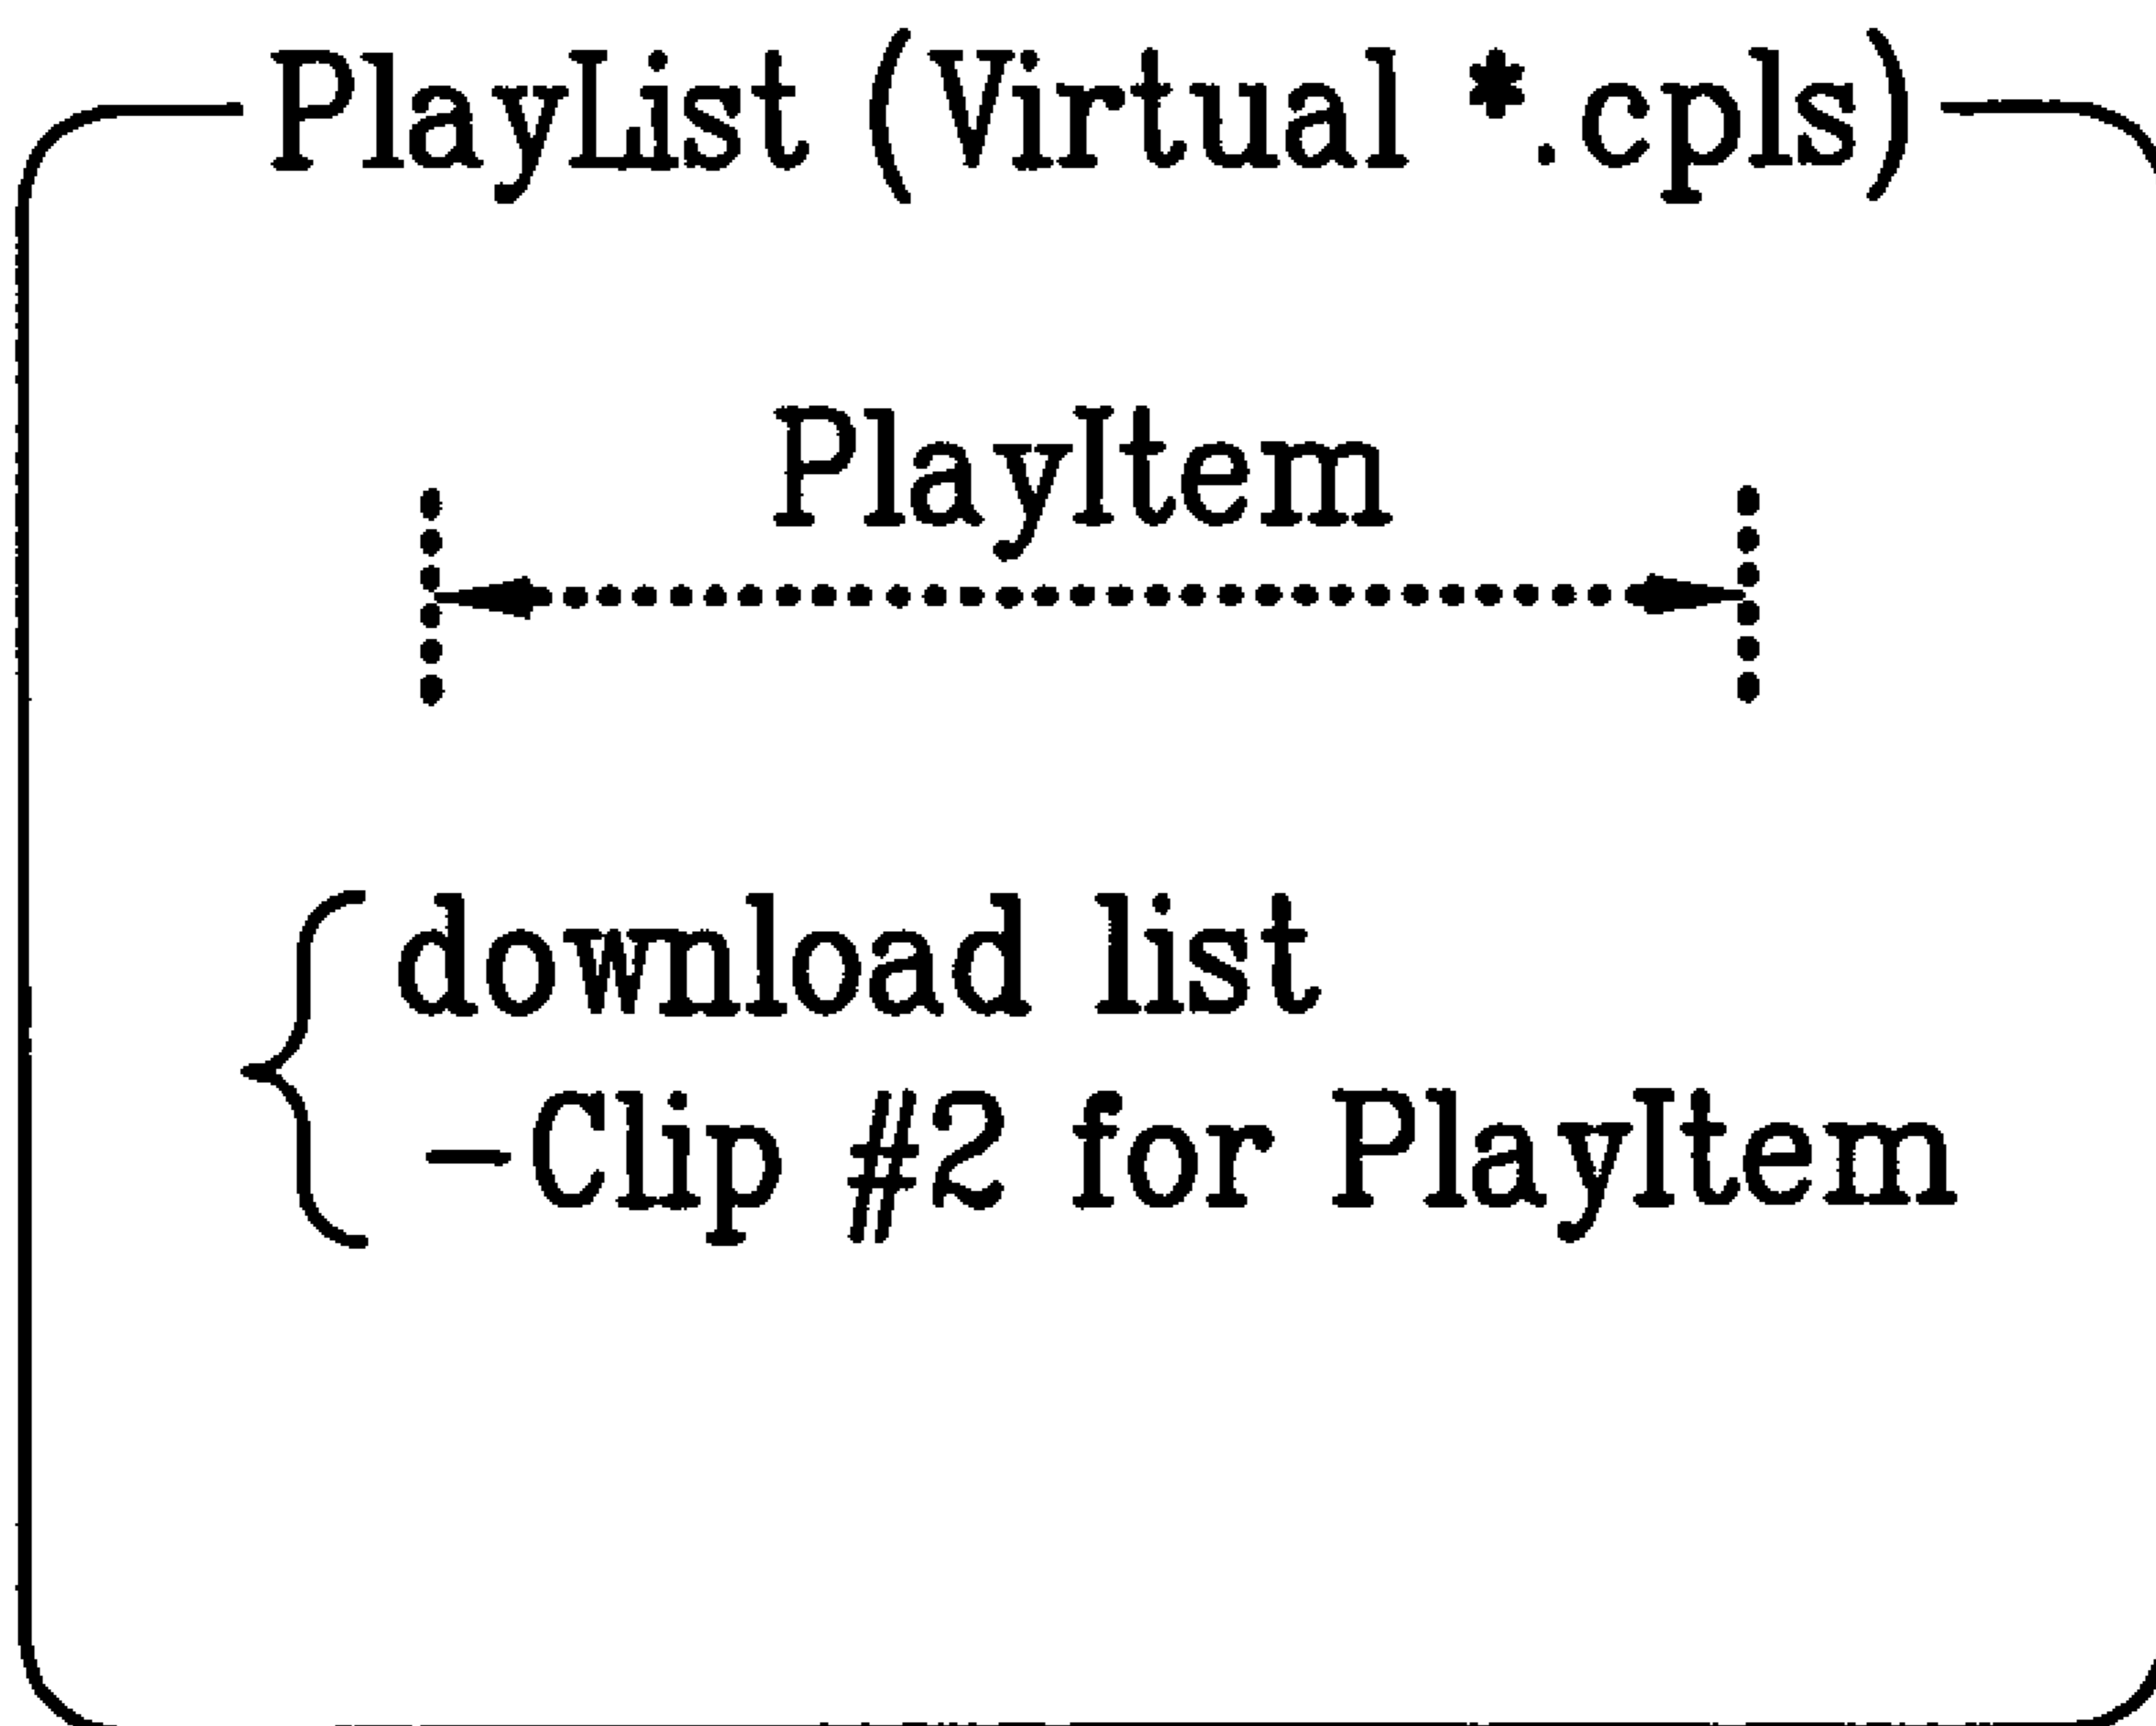 PlayList (Virtual *.cpls)
PlayItem
download list
-Clip #2 for PlayItem